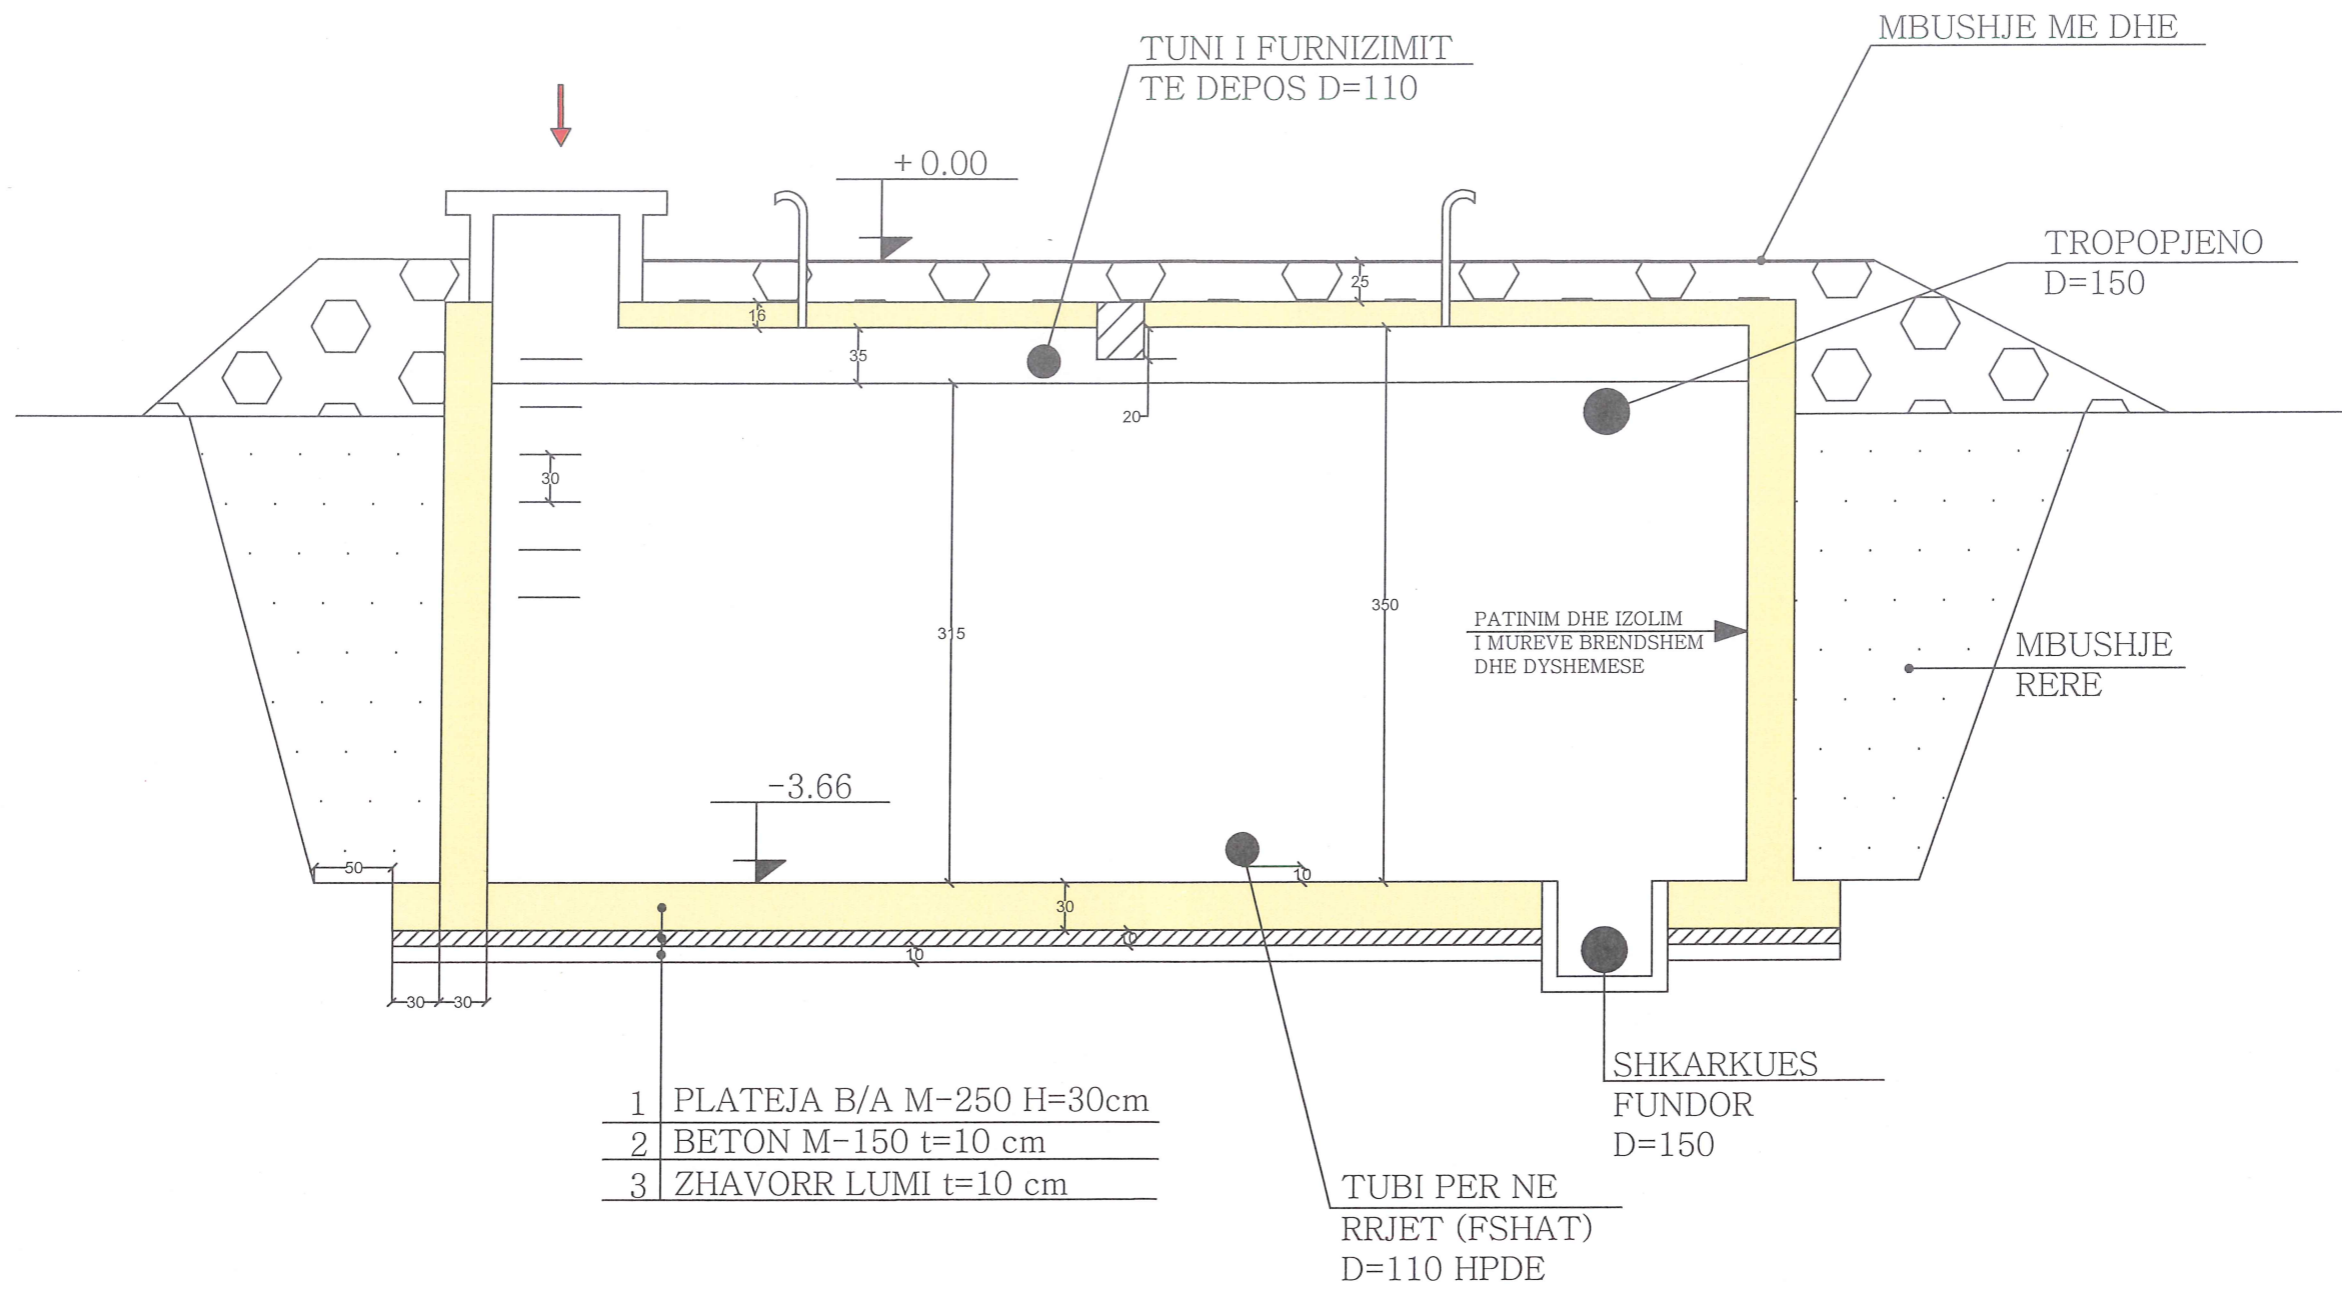 MBUSHJE ME DHE
TUNI I FURNIZIMIT
TE DEPOS D=110
+0.00
TROPOPJENO
D=150
25
16
35
20
30
350
315
PATINIM DHE IZOLIM
I MUREVE BRENDSHEM
DHE DYSHEMESE
MBUSHJE
RERE
-3.66
50
10
30
10
10
30
30
SHKARKUES
FUNDOR
D=150
1 PLATEJA B/A M-250 H=30cm
2 BETON M-150 t=10 cm
3 ZHAVORR LUMI t=10 cm
TUBI PER NE
RRJET (FSHAT)
D=110 HPDE